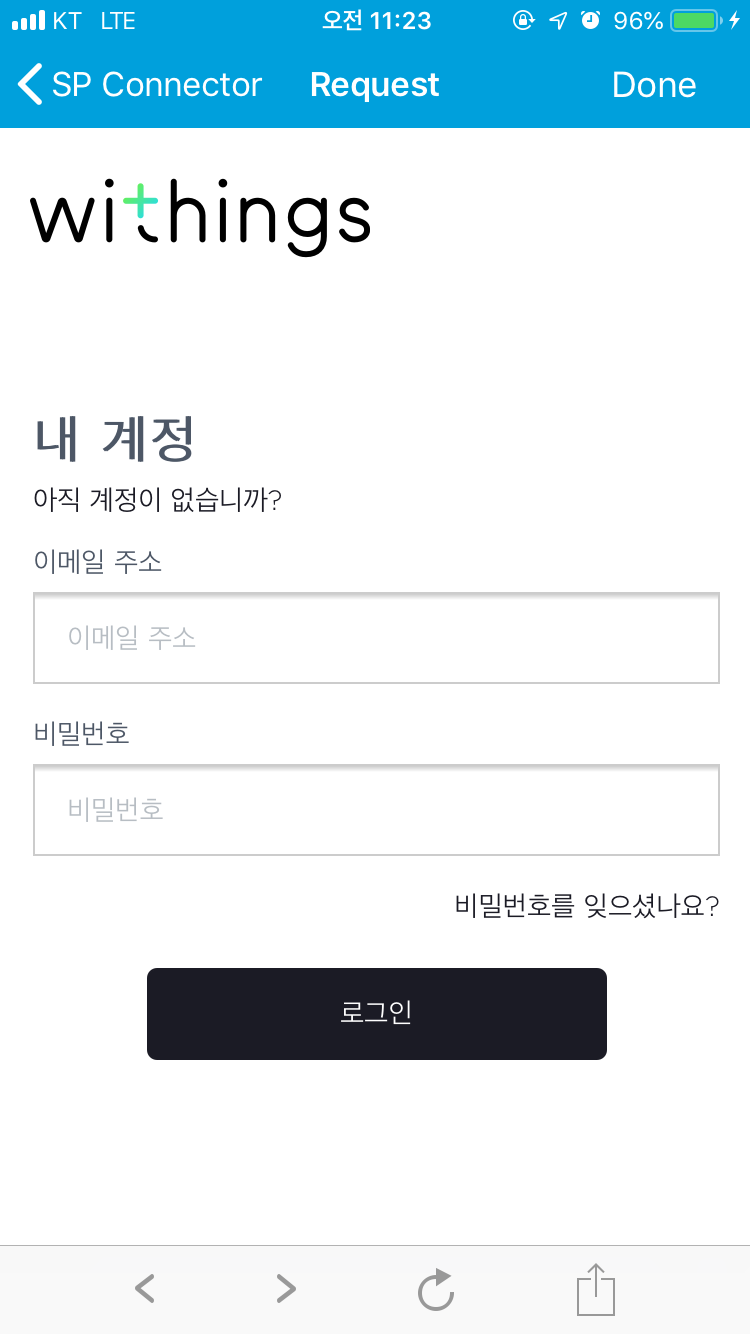 KT LTE 오전 11:23 96%
SP Connector Request Done
withings
내 계정
아직 계정이 없습니까?
이메일 주소
이메일 주소
비밀번호
비밀번호
비밀번호를 잊으셨나요?
로그인